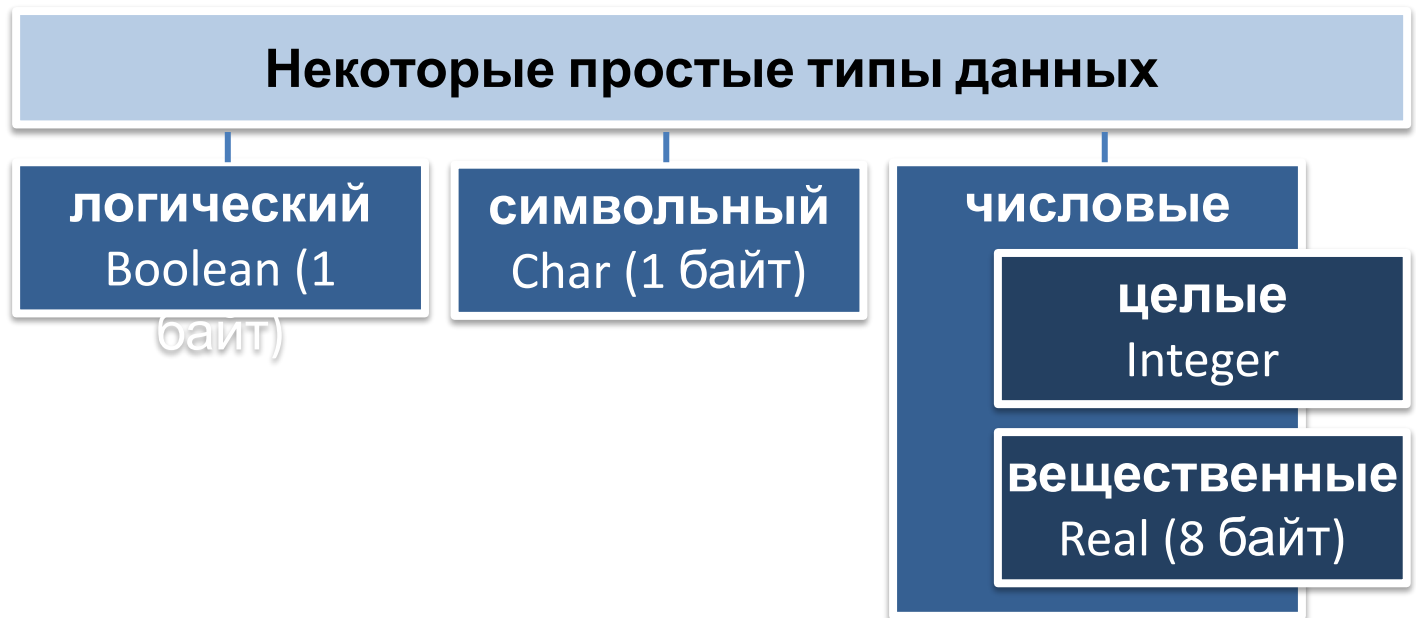 Некоторые простые типы данных
логический
Boolean (1
байт)
символьный
Char (1 байт)
числовые
целые
Integer
вещественные
Real (8 байт)